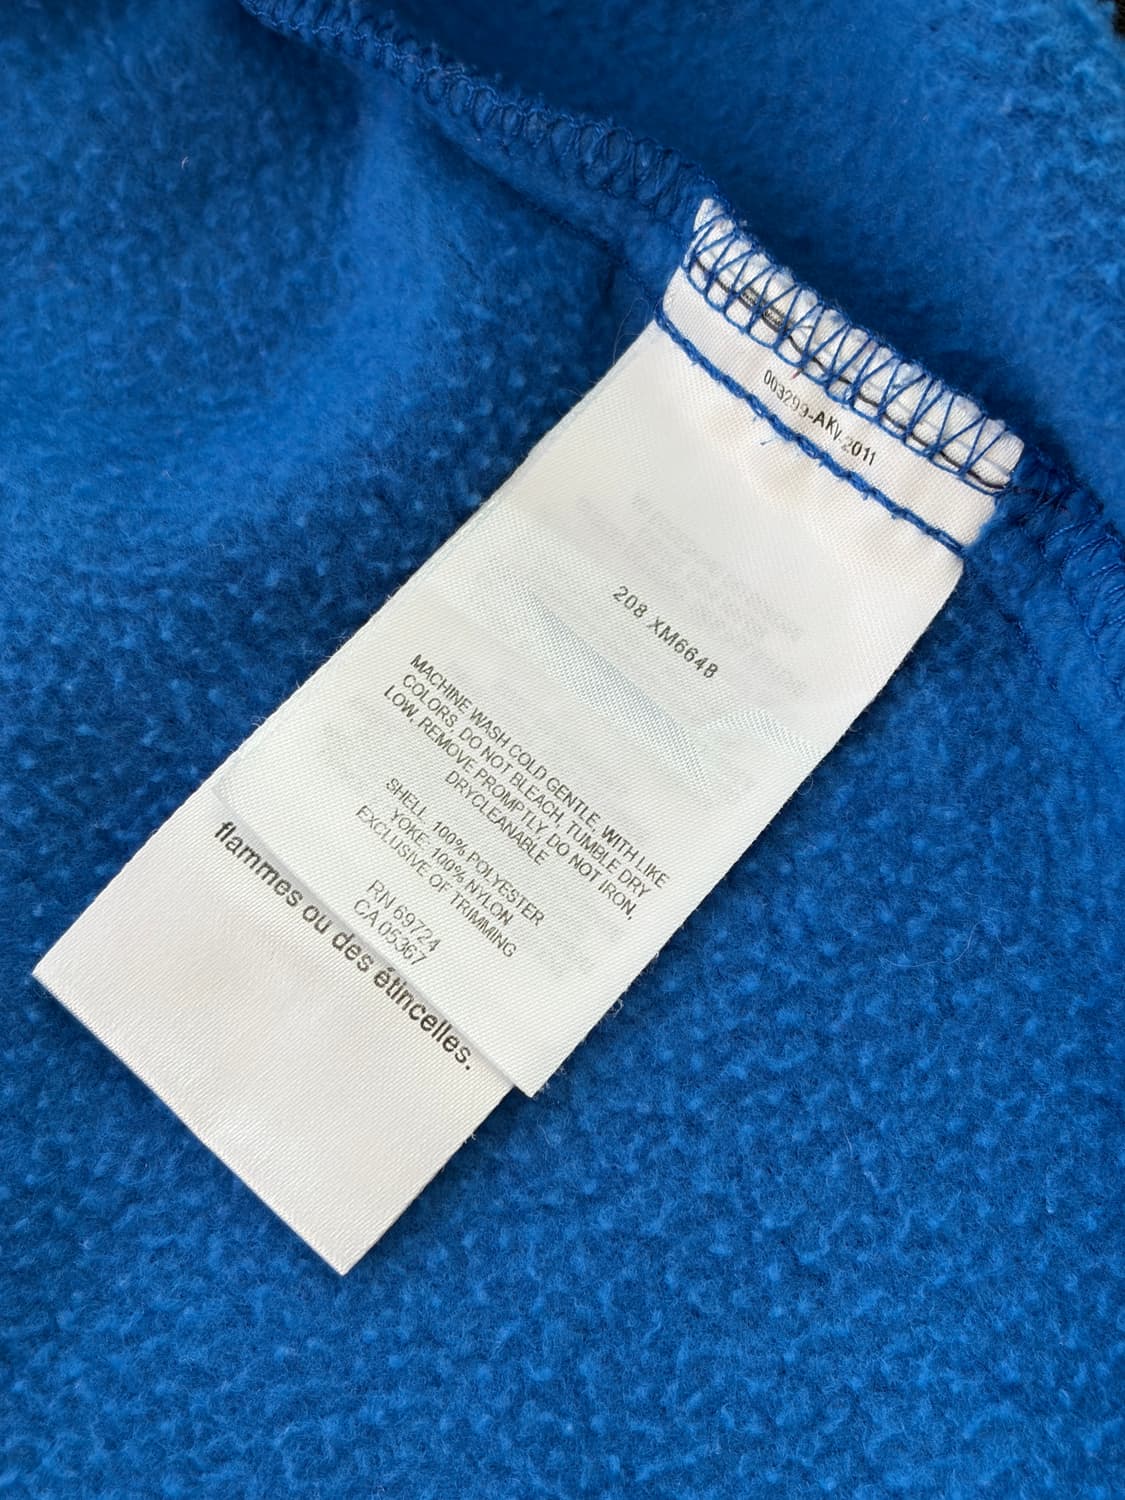 003299-AKV-2011
208 XM6648
MACHINE WASH COLD GENTLE, WITH LIKE
COLORS, DO NOT BLEACH, TUMBLE DRY
LOW, REMOVE PROMPTLY, DO NOT IRON,
DRYCLEANABLE
SHELL: 100% POLYESTER
YOKE: 100% NYLON
EXCLUSIVE OF TRIMMING
RN 69724
CA 05367
flammes ou des étincelles.